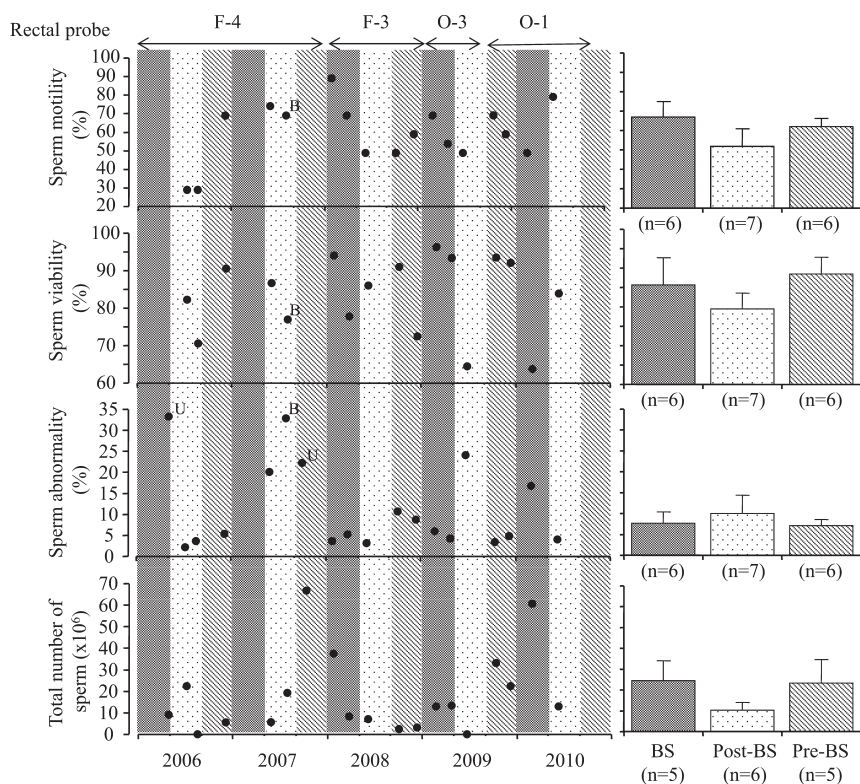 Rectal probe
F-4 F-3 O-3 O-1
Sperm motility
(%)
100
90
80
70
60
50
40
30
20
B
(n=6) (n=7) (n=6)
Sperm viability
(%)
100
90
80
70
60
B
(n=6) (n=7) (n=6)
Sperm abnormality
(%)
35
30
25
20
15
10
5
0
U B U
(n=6) (n=7) (n=6)
Total number of
sperm (x10⁶)
70
60
50
40
30
20
10
0
2006 2007 2008 2009 2010
BS Post-BS Pre-BS
(n=5) (n=6) (n=5)